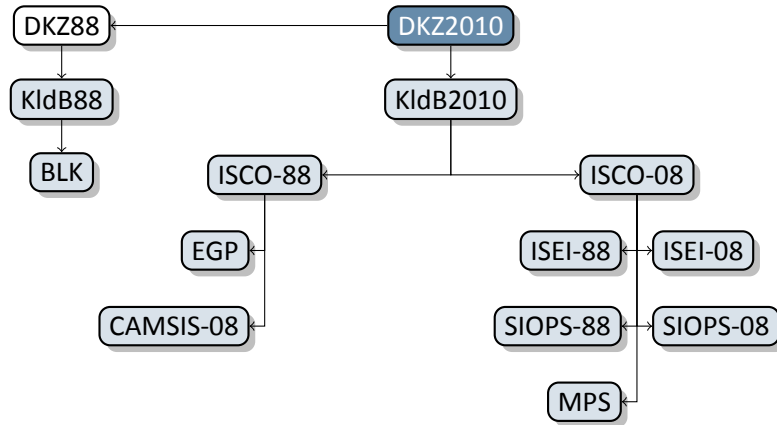 DKZ88 DKZ2010
KldB88 KldB2010
BLK ISCO-88 ISCO-08
EGP ISEI-88 ISEI-08
CAMSIS-08 SIOPS-88 SIOPS-08
MPS